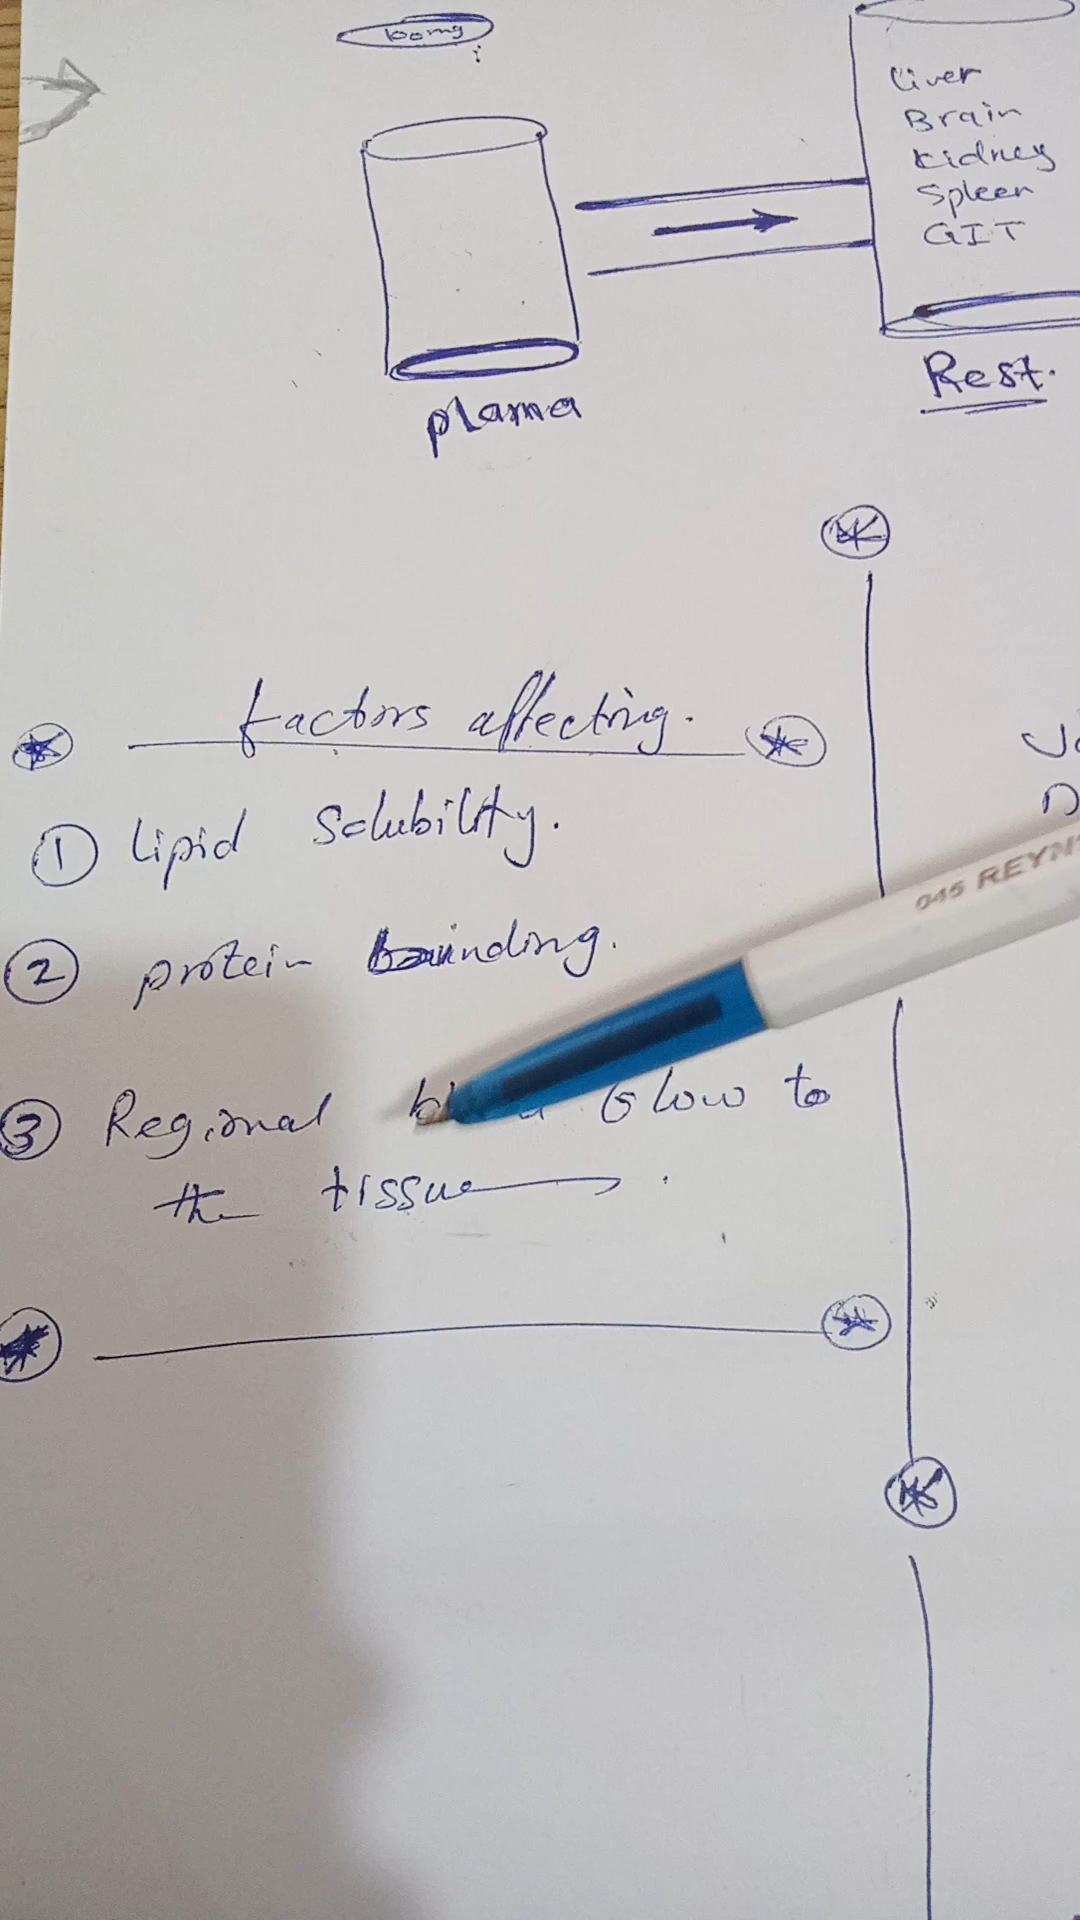 Liver
Brain
Kidney
Spleen
GIT
plama
Rest.
factors affecting.
① lipid Solubility.
② protein binding.
045 REYN
③ Regional flow to
the tissue